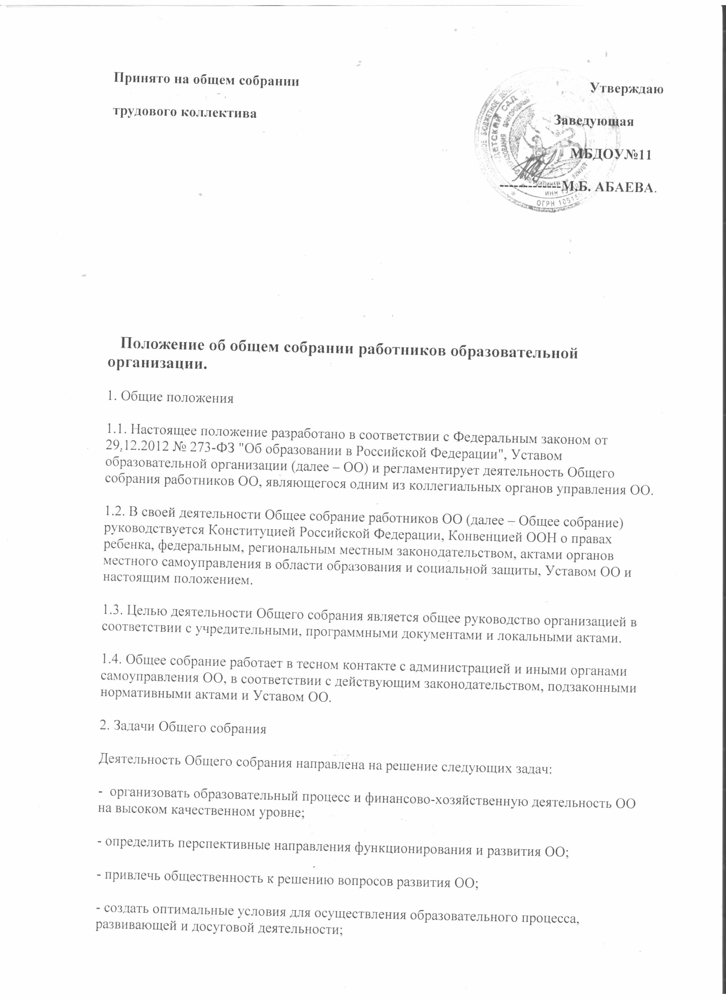 Принято на общем собрании
трудового коллектива
Утверждаю
Заведующая
МБДОУ№11
-------------М.Б. АБАЕВА.
БЮДЖЕТНОЕ
ДЕТСКИЙ САД
ПРИГОРОДНЫЙ
ИНН
ОГРН 10515
Положение об общем собрании работников образовательной
организации.
1. Общие положения
1.1. Настоящее положение разработано в соответствии с Федеральным законом от
29.12.2012 № 273-ФЗ "Об образовании в Российской Федерации", Уставом
образовательной организации (далее – ОО) и регламентирует деятельность Общего
собрания работников ОО, являющегося одним из коллегиальных органов управления ОО.
1.2. В своей деятельности Общее собрание работников ОО (далее – Общее собрание)
руководствуется Конституцией Российской Федерации, Конвенцией ООН о правах
ребенка, федеральным, региональным местным законодательством, актами органов
местного самоуправления в области образования и социальной защиты, Уставом ОО и
настоящим положением.
1.3. Целью деятельности Общего собрания является общее руководство организацией в
соответствии с учредительными, программными документами и локальными актами.
1.4. Общее собрание работает в тесном контакте с администрацией и иными органами
самоуправления ОО, в соответствии с действующим законодательством, подзаконными
нормативными актами и Уставом ОО.
2. Задачи Общего собрания
Деятельность Общего собрания направлена на решение следующих задач:
- организовать образовательный процесс и финансово-хозяйственную деятельность ОО
на высоком качественном уровне;
- определить перспективные направления функционирования и развития ОО;
- привлечь общественность к решению вопросов развития ОО;
- создать оптимальные условия для осуществления образовательного процесса,
развивающей и досуговой деятельности;